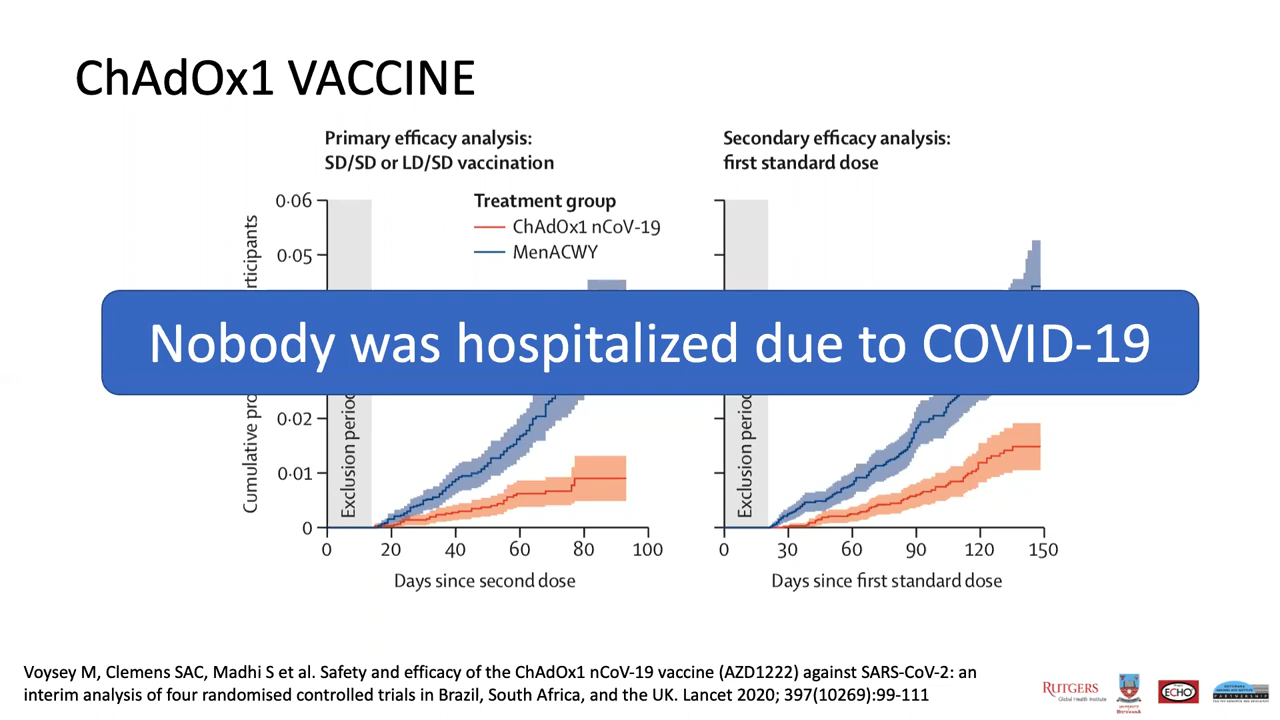 ChAdOx1 VACCINE
Primary efficacy analysis:
SD/SD or LD/SD vaccination
Secondary efficacy analysis:
first standard dose
Treatment group
ChAdOx1 nCoV-19
MenACWY
0·06
0·05
Nobody was hospitalized due to COVID-19
0·02
0·01
0
Cumulative
Exclusion
Exclusion
0 20 40 60 80 100
0 30 60 90 120 150
Days since second dose
Days since first standard dose
Voysey M, Clemens SAC, Madhi S et al. Safety and efficacy of the ChAdOx1 nCoV-19 vaccine (AZD1222) against SARS-CoV-2: an
interim analysis of four randomised controlled trials in Brazil, South Africa, and the UK. Lancet 2020; 397(10269):99-111
RUTGERS
Global Health Institute
ECHO